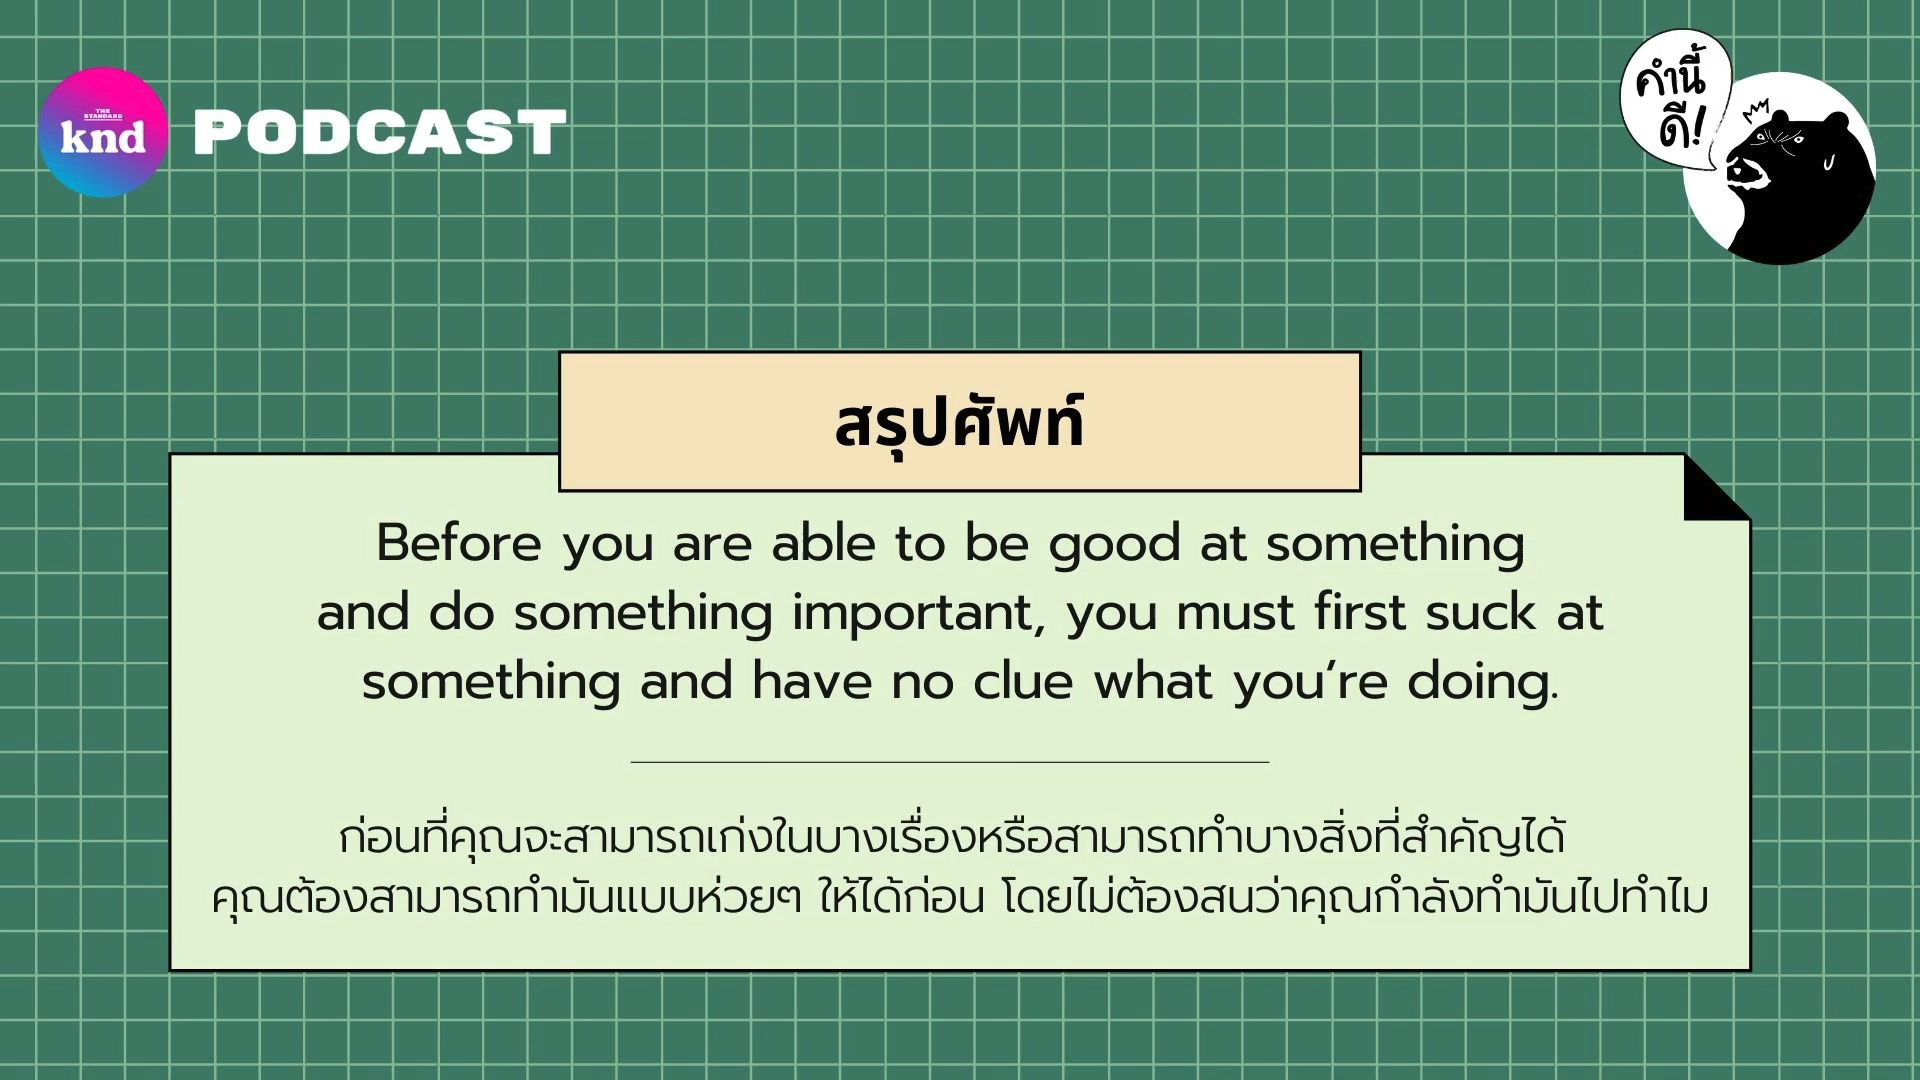 THE
STANDARD
knd
PODCAST
คำนี้
ดี!
สรุปศัพท์
Before you are able to be good at something
and do something important, you must first suck at
something and have no clue what you’re doing.
ก่อนที่คุณจะสามารถเก่งในบางเรื่องหรือสามารถทำบางสิ่งที่สำคัญได้
คุณต้องสามารถทำมันแบบห่วยๆ ให้ได้ก่อน โดยไม่ต้องสนว่าคุณกำลังทำมันไปทำไม